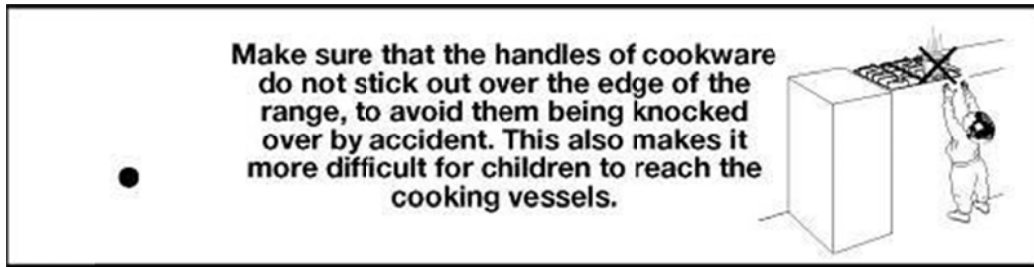 Make sure that the handles of cookware
do not stick out over the edge of the
range, to avoid them being knocked
over by accident. This also makes it
more difficult for children to reach the
cooking vessels.